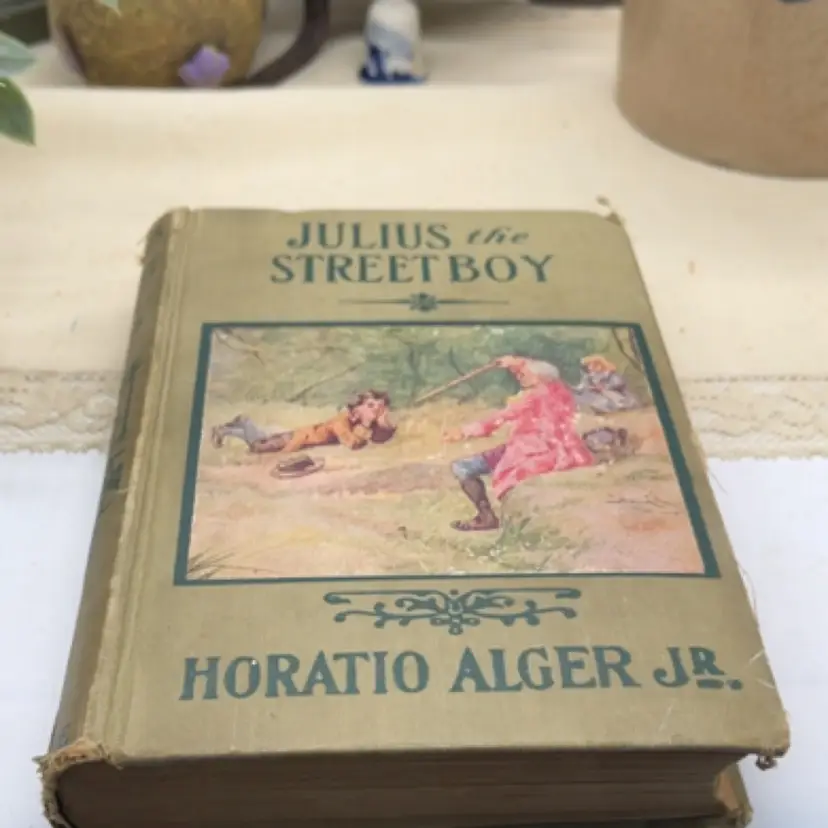 JULIUS the
STREET BOY
HORATIO ALGER JR.